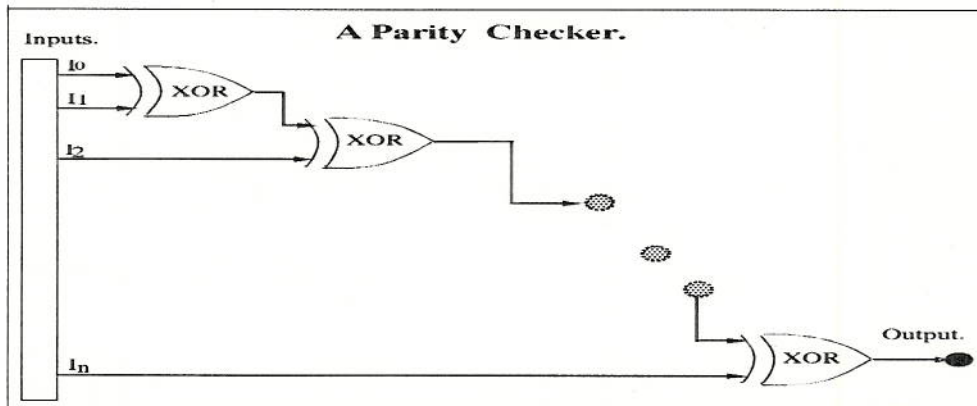 A Parity Checker.
Inputs.
I0
XOR
I1
XOR
I2
Output.
XOR
In